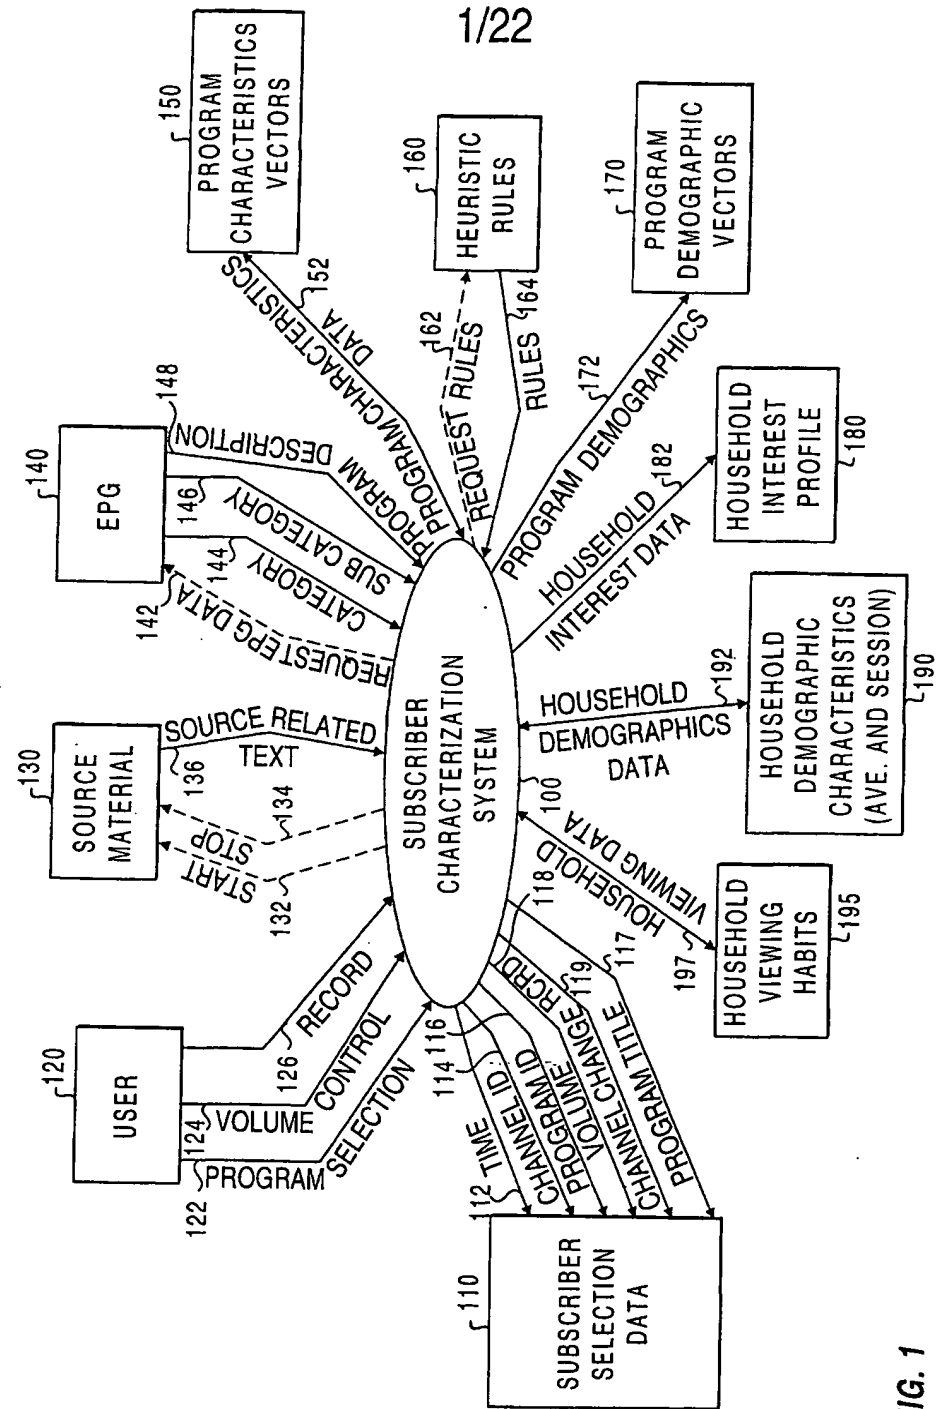 1/22
120
USER
122
PROGRAM
SELECTION
124
VOLUME
CONTROL
126
RECORD
130
SOURCE
MATERIAL
132
START
STOP
134
136
SOURCE RELATED
TEXT
140
EPG
142
REQUEST EPG DATA
144
CATEGORY
146
SUB CATEGORY
148
PROGRAM
DESCRIPTION
150
PROGRAM
CHARACTERISTICS
VECTORS
152
PROGRAM CHARACTERISTICS
DATA
160
HEURISTIC
RULES
162
REQUEST RULES
164
RULES
170
PROGRAM
DEMOGRAPHIC
VECTORS
172
PROGRAM DEMOGRAPHICS
SUBSCRIBER
CHARACTERIZATION
SYSTEM
100
110
SUBSCRIBER
SELECTION
DATA
112
TIME
114
CHANNEL ID
116
PROGRAM ID
118
VOLUME
CHANGE RCRD
119
CHANNEL CHANGE
117
PROGRAM TITLE
HOUSEHOLD
VIEWING
HABITS
195
197
HOUSEHOLD
VIEWING DATA
HOUSEHOLD
DEMOGRAPHIC
CHARACTERISTICS
(AVE. AND SESSION)
190
HOUSEHOLD
192
DEMOGRAPHICS
DATA
HOUSEHOLD
INTEREST
PROFILE
180
HOUSEHOLD
182
INTEREST DATA
IG. 1